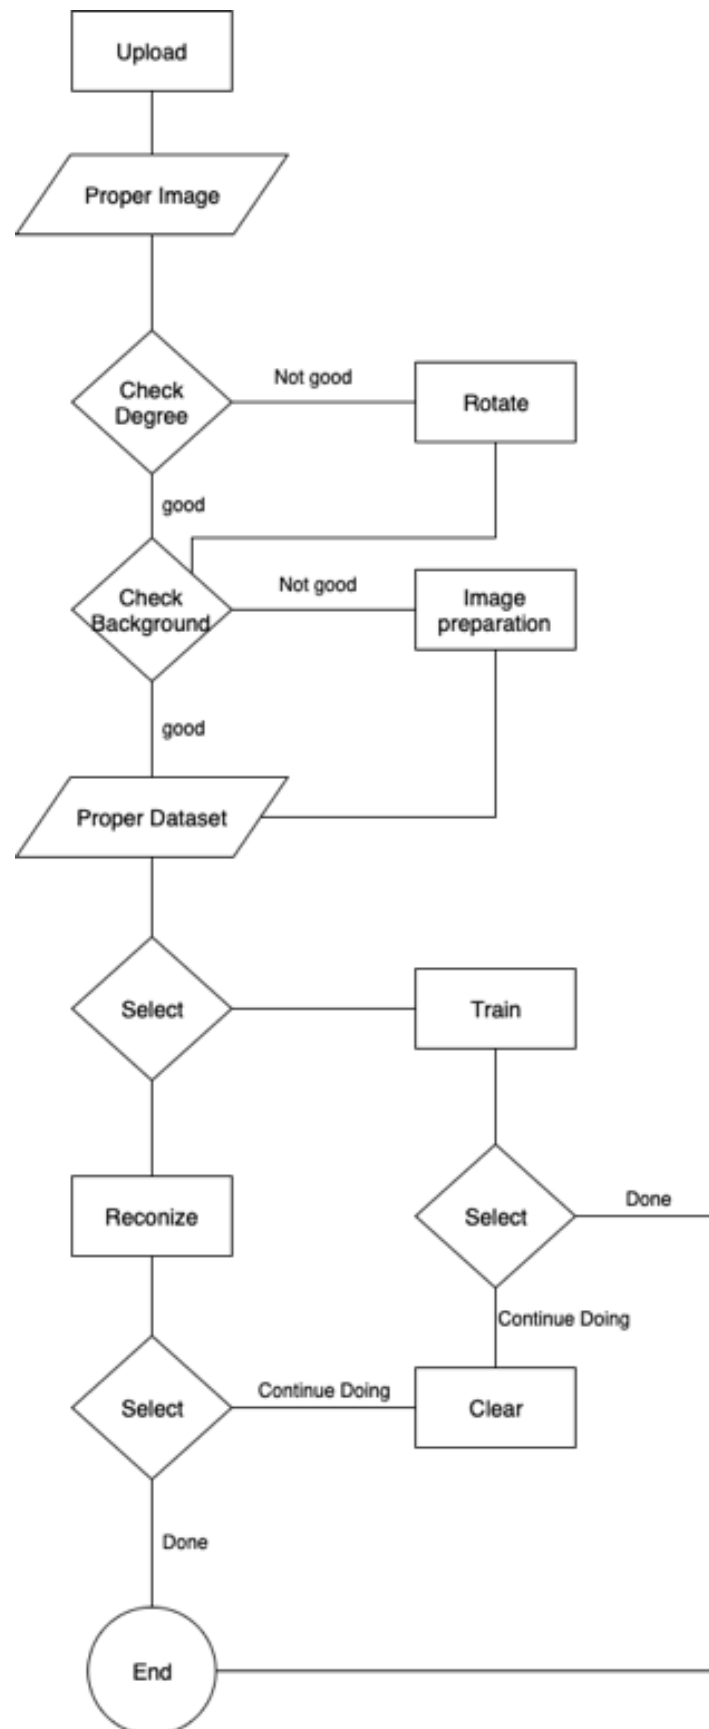 Upload
Proper Image
Check
Degree
Not good
Rotate
good
Check
Background
Not good
Image
preparation
good
Proper Dataset
Select
Train
Reconize
Select
Done
Continue Doing
Select
Continue Doing
Clear
Done
End